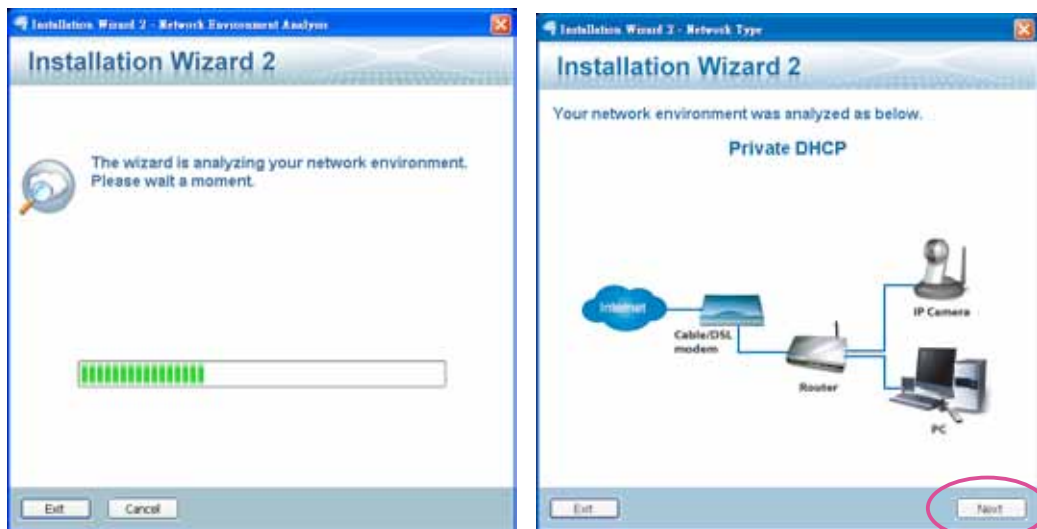 Installation Wizard 2 - Network Environment Analysis
Installation Wizard 2
The wizard is analyzing your network environment.
Please wait a moment.
Exit
Cancel
Installation Wizard 2 - Network Type
Installation Wizard 2
Your network environment was analyzed as below.
Private DHCP
Internet
Cable/DSL
modem
Router
IP Camera
PC
Exit
Next